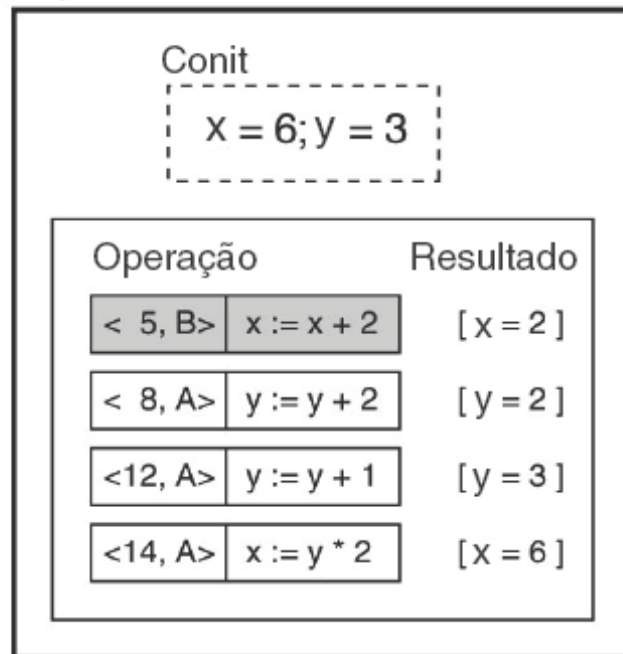 Conit
x = 6; y = 3
Operação Resultado
< 5, B> x := x + 2 [ x = 2 ]
< 8, A> y := y + 2 [ y = 2 ]
<12, A> y := y + 1 [ y = 3 ]
<14, A> x := y * 2 [ x = 6 ]